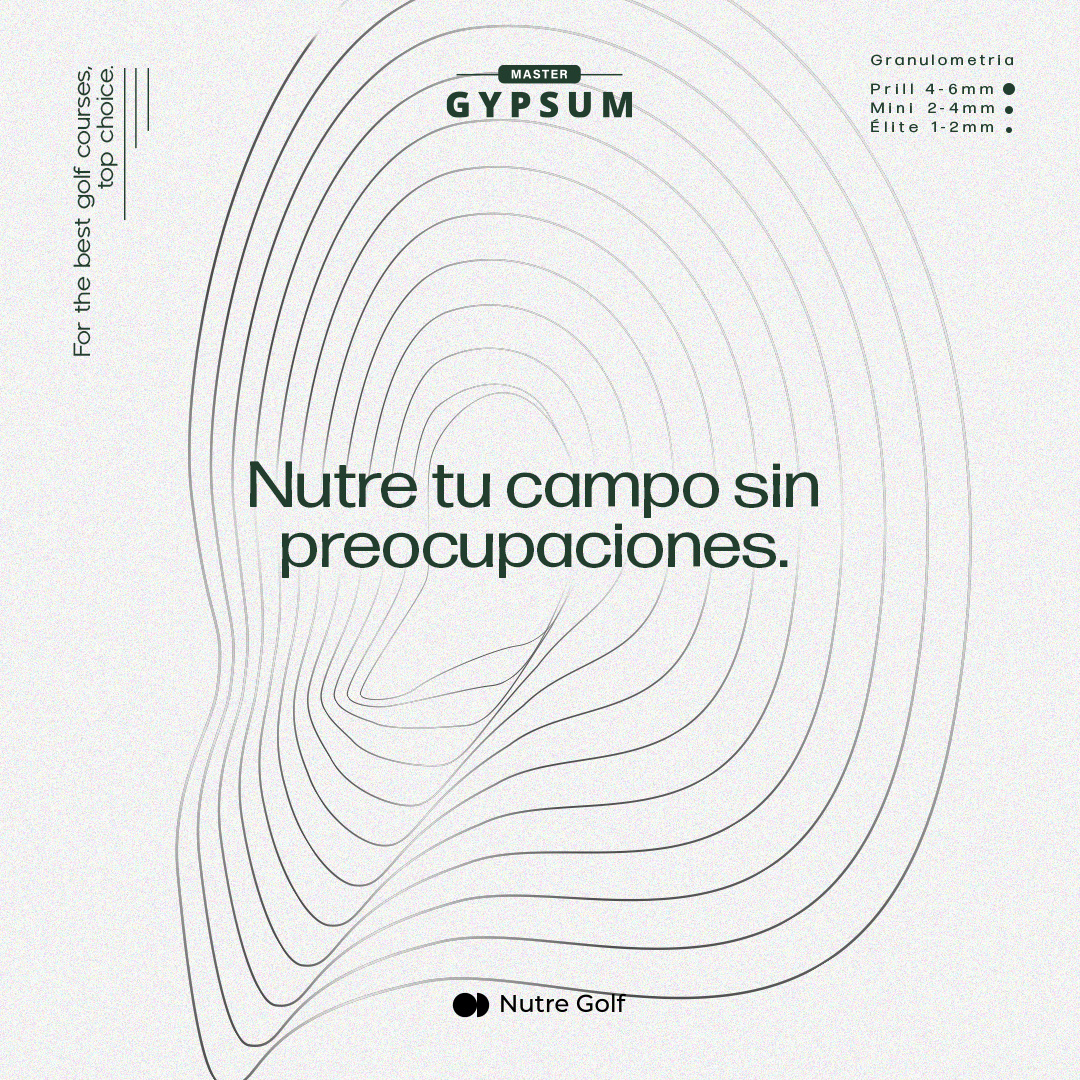 For the best golf courses,
top choice.
MASTER
GYPSUM
Granulometria
Prill 4-6mm
Mini 2-4mm
Élite 1-2mm
Nutre tu campo sin
preocupaciones.
Nutre Golf